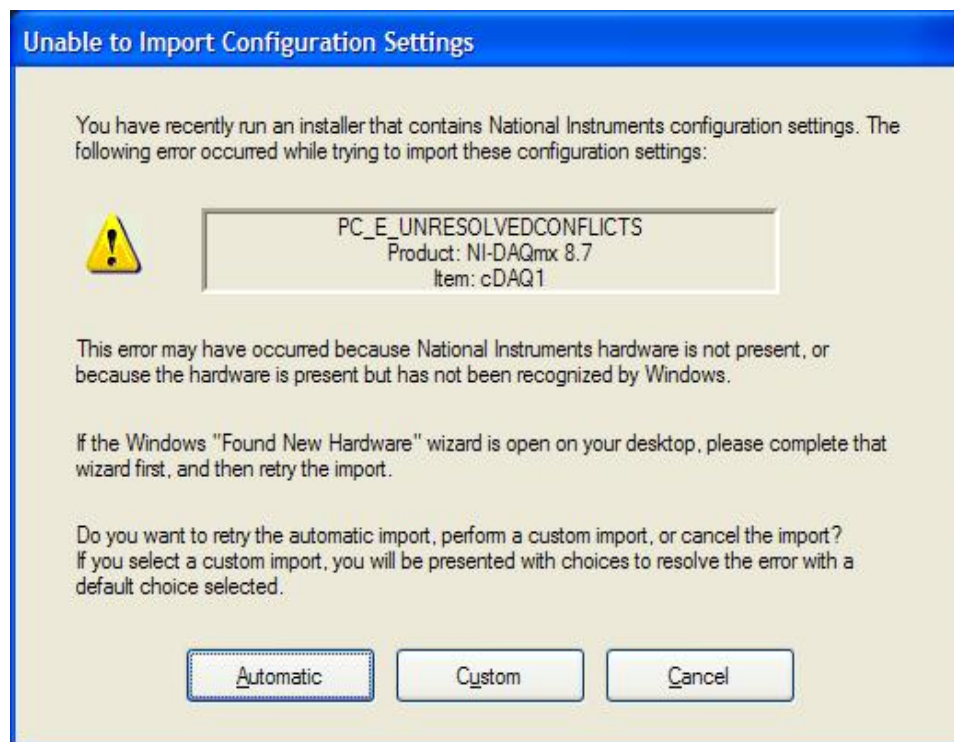 Unable to Import Configuration Settings
You have recently run an installer that contains National Instruments configuration settings. The
following error occurred while trying to import these configuration settings:
PC_E_UNRESOLVEDCONFLICTS
Product: NI-DAQmx 8.7
Item: cDAQ1
This error may have occurred because National Instruments hardware is not present, or
because the hardware is present but has not been recognized by Windows.
If the Windows "Found New Hardware" wizard is open on your desktop, please complete that
wizard first, and then retry the import.
Do you want to retry the automatic import, perform a custom import, or cancel the import?
If you select a custom import, you will be presented with choices to resolve the error with a
default choice selected.
Automatic
Custom
Cancel